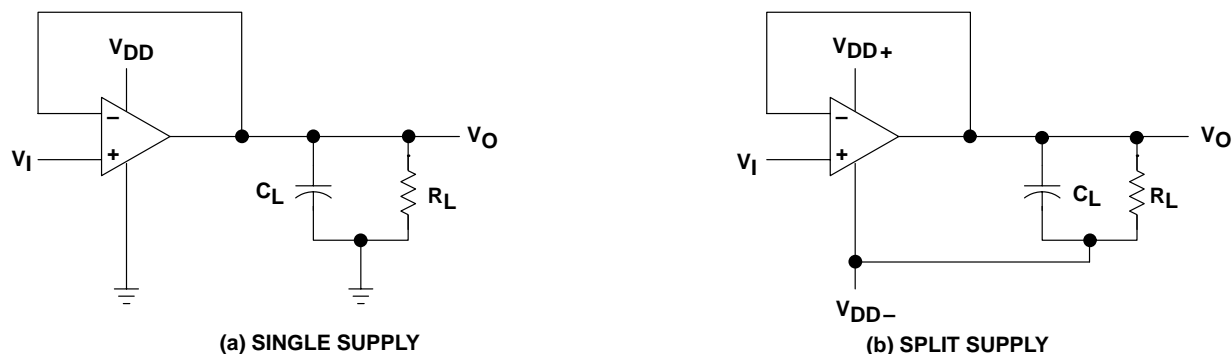 VDD
−
+
VI
VO
CL
RL
(a) SINGLE SUPPLY
VDD+
−
+
VI
VO
CL
RL
VDD−
(b) SPLIT SUPPLY